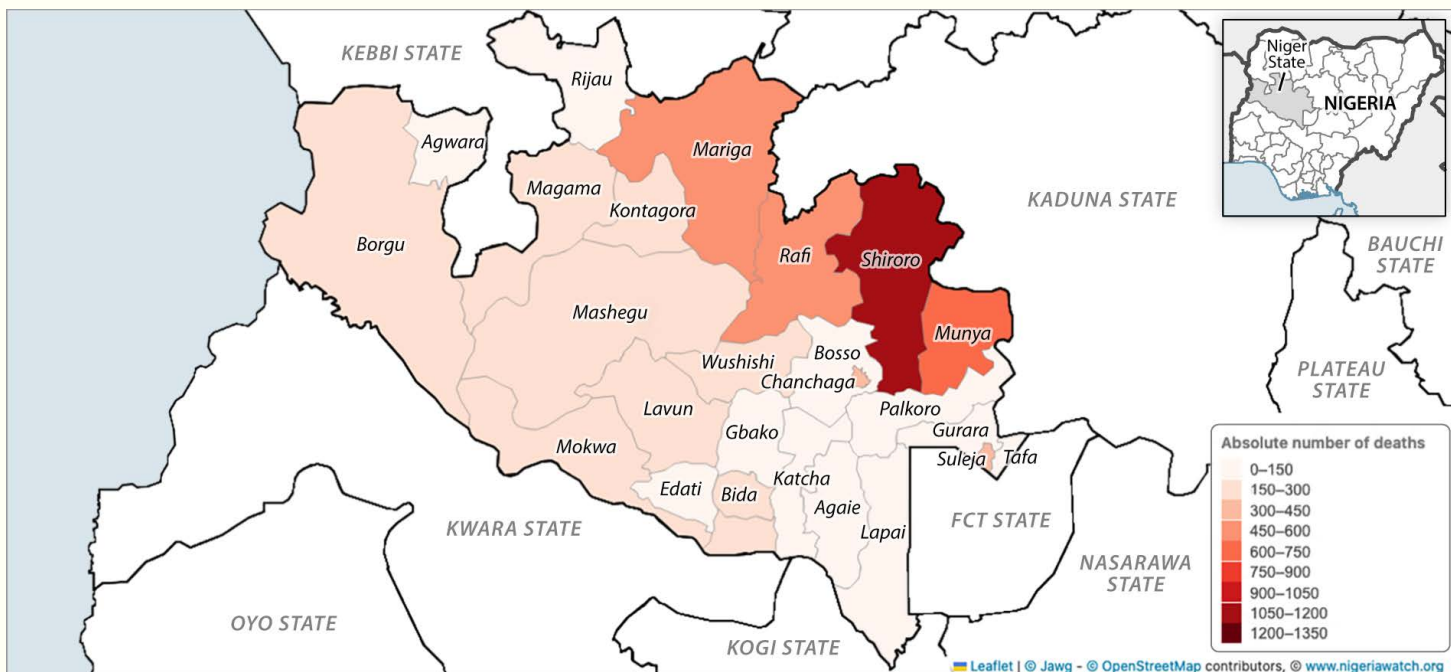 KEBBI STATE
Rijau
Agwara
Mariga
Magama
Kontagora
Borgu
Rafi
Shiroro
Mashegu
Munya
Wushishi
Bosso
Chanchaga
Lavun
Palkoro
Gbako
Gurara
Mokwa
Suleja
Tafa
Edati
Bida
Katcha
Agaie
Lapai
KADUNA STATE
BAUCHI
STATE
PLATEAU
STATE
KWARA STATE
FCT STATE
NASARAWA
STATE
OYO STATE
KOGI STATE
Niger
State
NIGERIA
Absolute number of deaths
0–150
150–300
300–450
450–600
600–750
750–900
900–1050
1050–1200
1200–1350
Leaflet | © Jawg - © OpenStreetMap contributors, © www.nigeriawatch.org